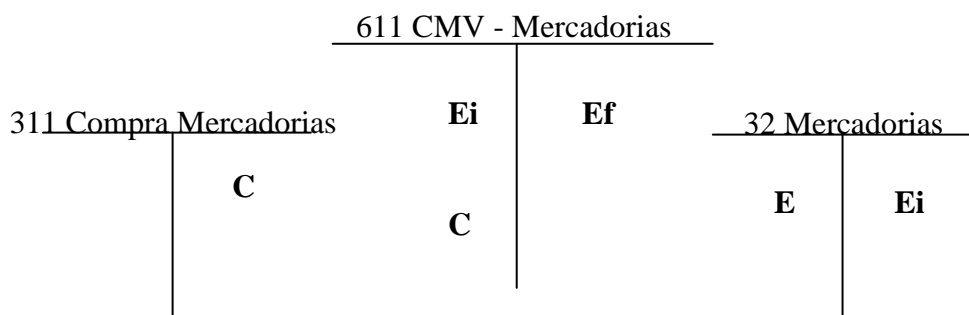 611 CMV - Mercadorias
Ei Ef
311 Compra Mercadorias
32 Mercadorias
C
E Ei
C